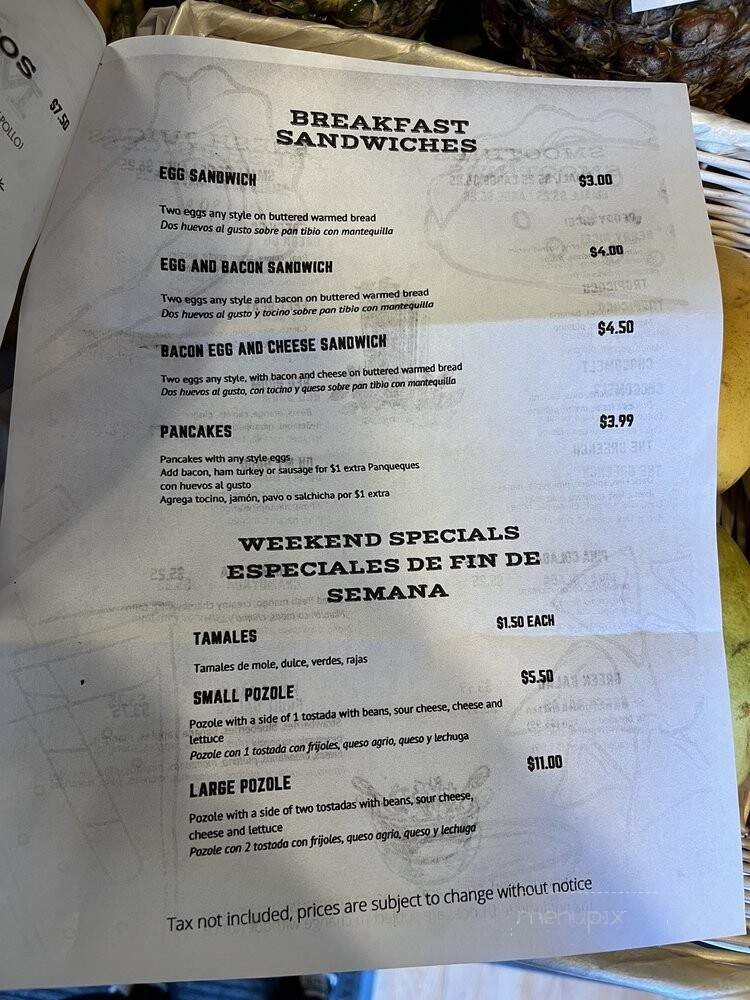 OS
$7.50
POLLO)
BREAKFAST
SANDWICHES
EGG SANDWICH
$3.00
Two eggs any style on buttered warmed bread
Dos huevos al gusto sobre pan tibio con mantequilla
EGG AND BACON SANDWICH
$4.00
Two eggs any style and bacon on buttered warmed bread
Dos huevos al gusto y tocino sobre pan tibio con mantequilla
BACON EGG AND CHEESE SANDWICH
$4.50
Two eggs any style, with bacon and cheese on buttered warmed bread
Dos huevos al gusto, con tocino y queso sobre pan tibio con mantequilla
PANCAKES
$3.99
Pancakes with any style eggs
Add bacon, ham turkey or sausage for $1 extra Panqueques
con huevos al gusto
Agrega tocino, jamón, pavo o salchicha por $1 extra
WEEKEND SPECIALS
ESPECIALES DE FIN DE
SEMANA
TAMALES
$1.50 EACH
Tamales de mole, dulce, verdes, rajas
SMALL POZOLE
$5.50
Pozole with a side of 1 tostada with beans, sour cheese, cheese and
lettuce
Pozole con 1 tostada con frijoles, queso agrio, queso y lechuga
LARGE POZOLE
$11.00
Pozole with a side of two tostadas with beans, sour cheese,
cheese and lettuce
Pozole con 2 tostada con frijoles, queso agrio, queso y lechuga
Tax not included, prices are subject to change without notice
menupix